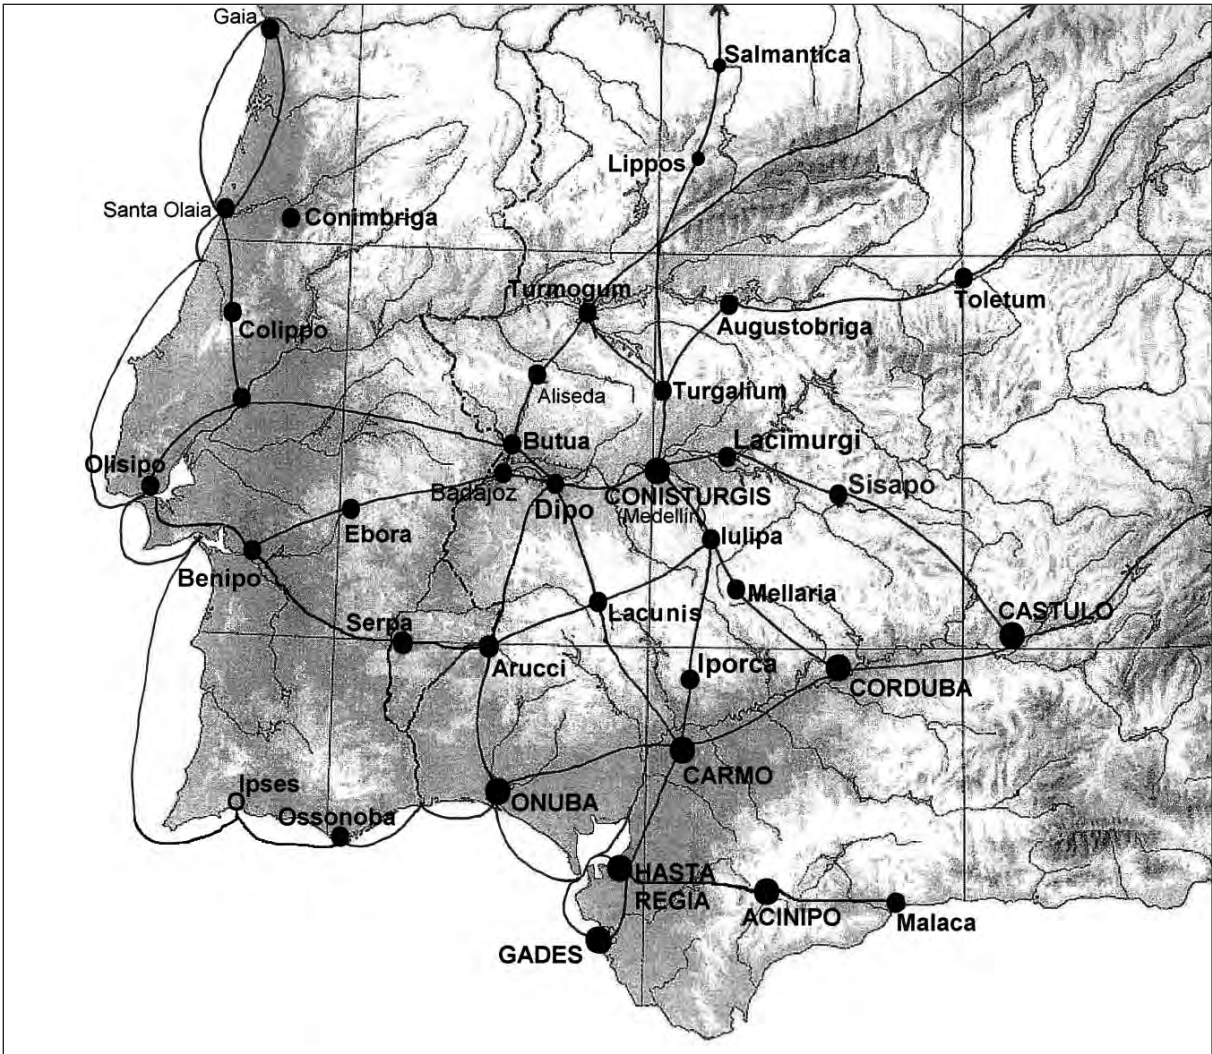 Gaia
Salmantica
Lippos
Santa Olaia
Conimbriga
Turmogum
Toletum
Colippo
Augustobriga
Aliseda
Turgalium
Butua
Lacimurgi
Olisipo
Badajoz
CONISTURGIS
Sisapo
(Medellín)
Dipo
Ebora
Iulipa
Benipo
Mellaria
Lacunis
CASTULO
Serpa
Arucci
Iporca
CORDUBA
CARMO
Ipses
ONUBA
Ossonoba
HASTA
REGIA
ACINIPO
Malaca
GADES